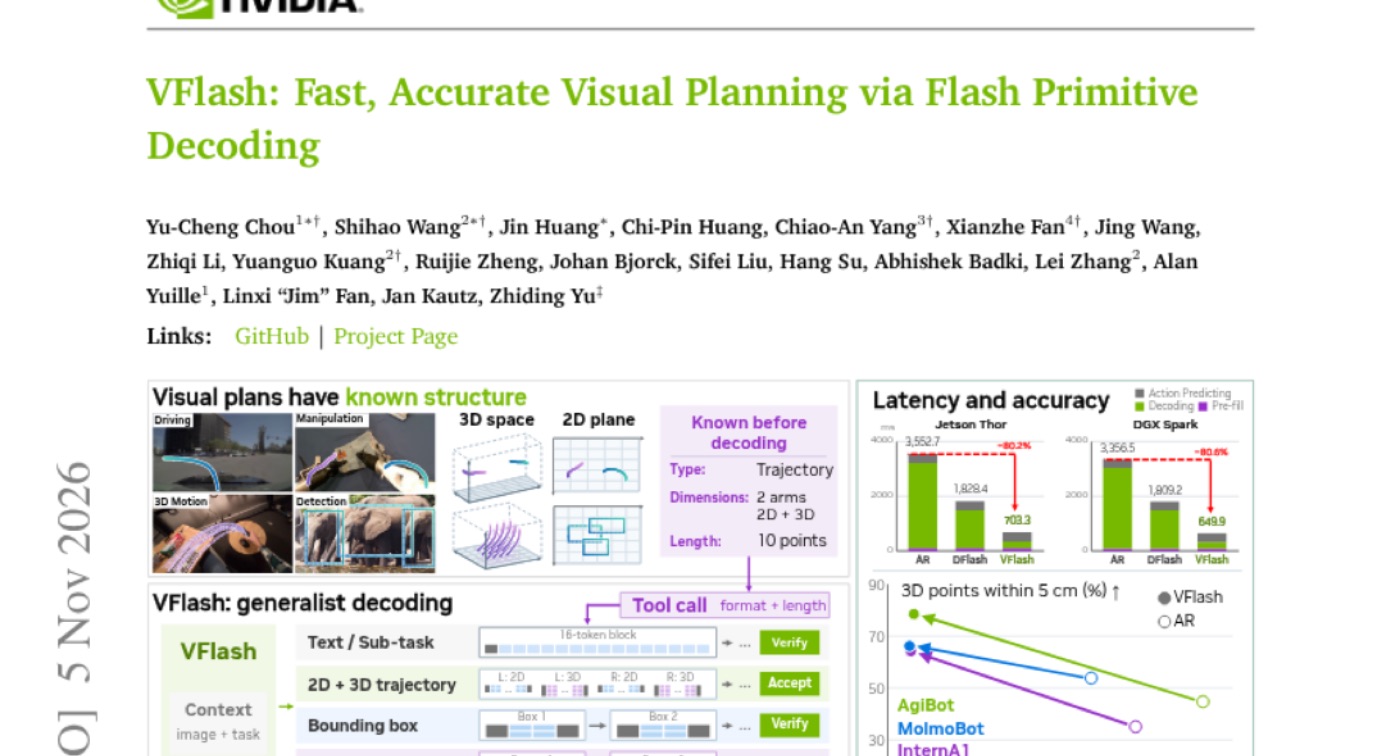 NVIDIA.
VFlash: Fast, Accurate Visual Planning via Flash Primitive
Decoding
Yu-Cheng Chou1∗†, Shihao Wang2∗†, Jin Huang∗, Chi-Pin Huang, Chiao-An Yang3†, Xianzhe Fan4†, Jing Wang,
Zhiqi Li, Yuanguo Kuang2†, Ruijie Zheng, Johan Bjorck, Sifei Liu, Hang Su, Abhishek Badki, Lei Zhang2, Alan
Yuille1, Linxi “Jim” Fan, Jan Kautz, Zhiding Yu‡
Links: GitHub | Project Page
O] 5 Nov 2026
Visual plans have known structure
Driving
Manipulation
3D Motion
Detection
3D space
2D plane
Known before
decoding
Type: Trajectory
Dimensions: 2 arms
2D + 3D
Length: 10 points
VFlash: generalist decoding
Tool call format + length
VFlash
Context
image + task
Text / Sub-task
16-token block
→ ... Verify
2D + 3D trajectory
L: 2D L: 3D R: 2D R: 3D
→ ... Accept
Bounding box
Box 1 → Box 2
→ ... Verify
Latency and accuracy
Action Predicting
Decoding Pre-fill
ms
Jetson Thor
4000
2000
0
3,552.7
1,828.4
703.3
−80.2%
AR DFlash VFlash
DGX Spark
4000
2000
0
3,356.5
1,809.2
649.9
−80.6%
AR DFlash VFlash
3D points within 5 cm (%) ↑
VFlash
AR
90
70
50
30
AgiBot
MolmoBot
InternA1